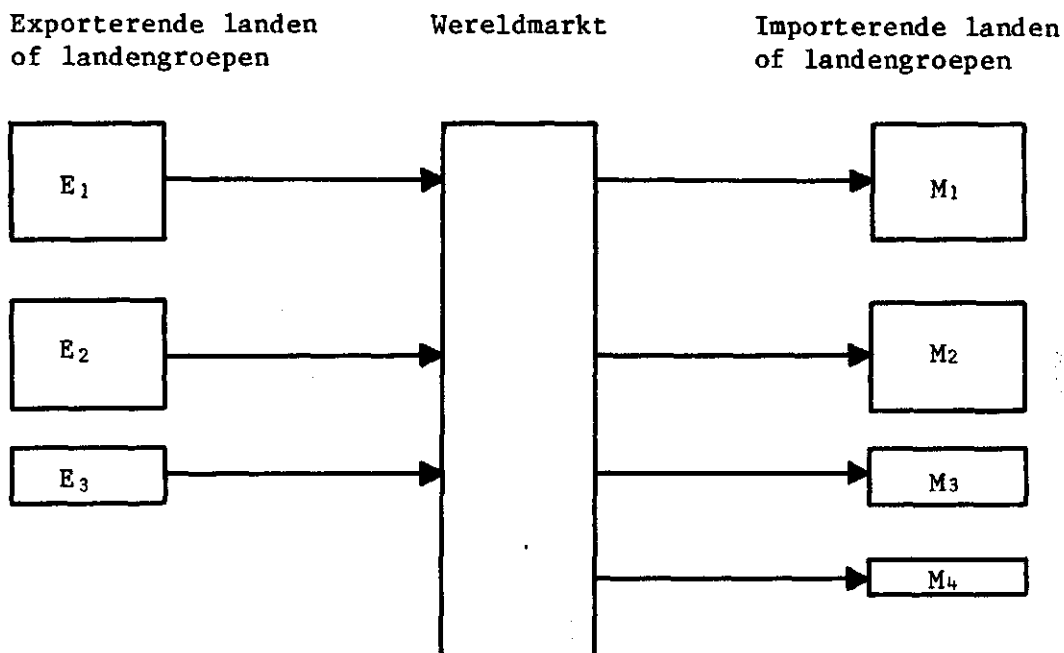 Exporterende landen
of landengroepen
Wereldmarkt
Importerende landen
of landengroepen
E1
M1
E2
M2
E3
M3
M4